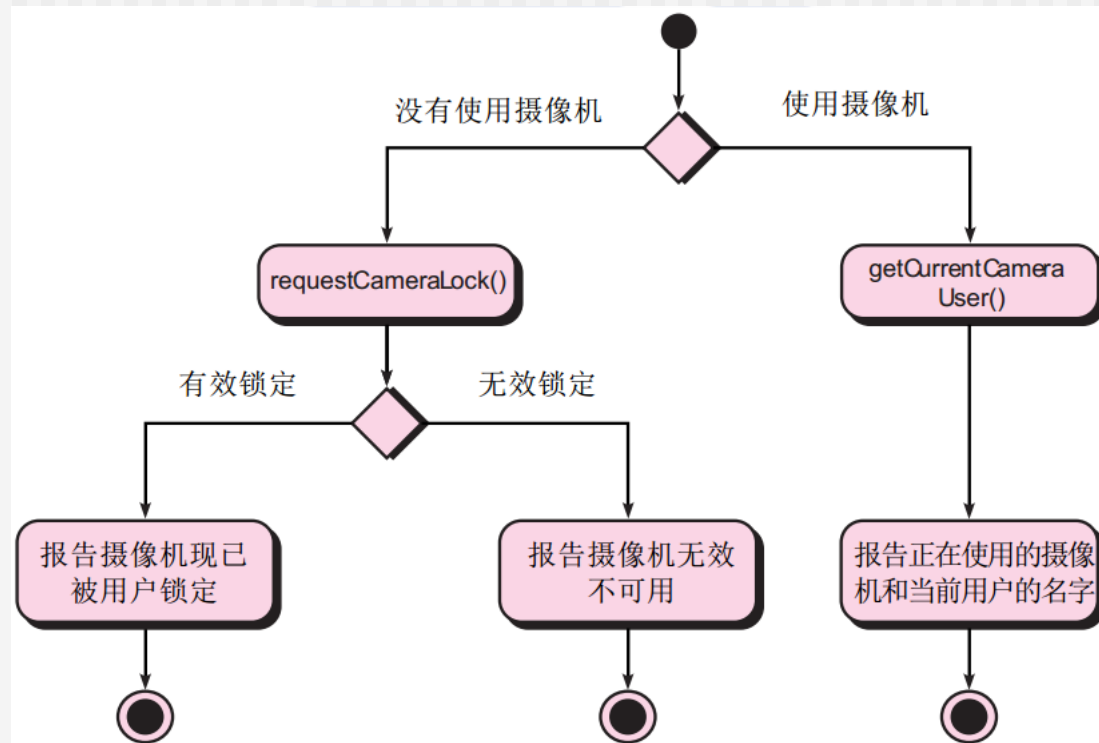 没有使用摄像机
使用摄像机
requestCameraLock()
getCurrentCamera
User()
有效锁定
无效锁定
报告摄像机现已
被用户锁定
报告摄像机无效
不可用
报告正在使用的摄像
机和当前用户的名字